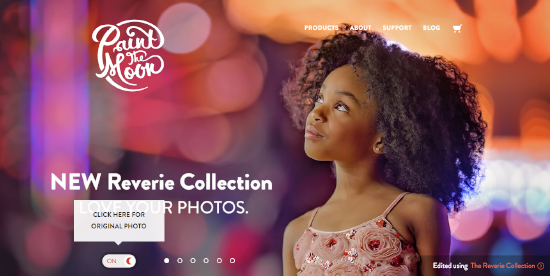 Paint
The
Moon
PRODUCTS ABOUT SUPPORT BLOG
NEW Reverie Collection
LOVE YOUR PHOTOS.
CLICK HERE FOR
ORIGINAL PHOTO
ON
Edited using The Reverie Collection